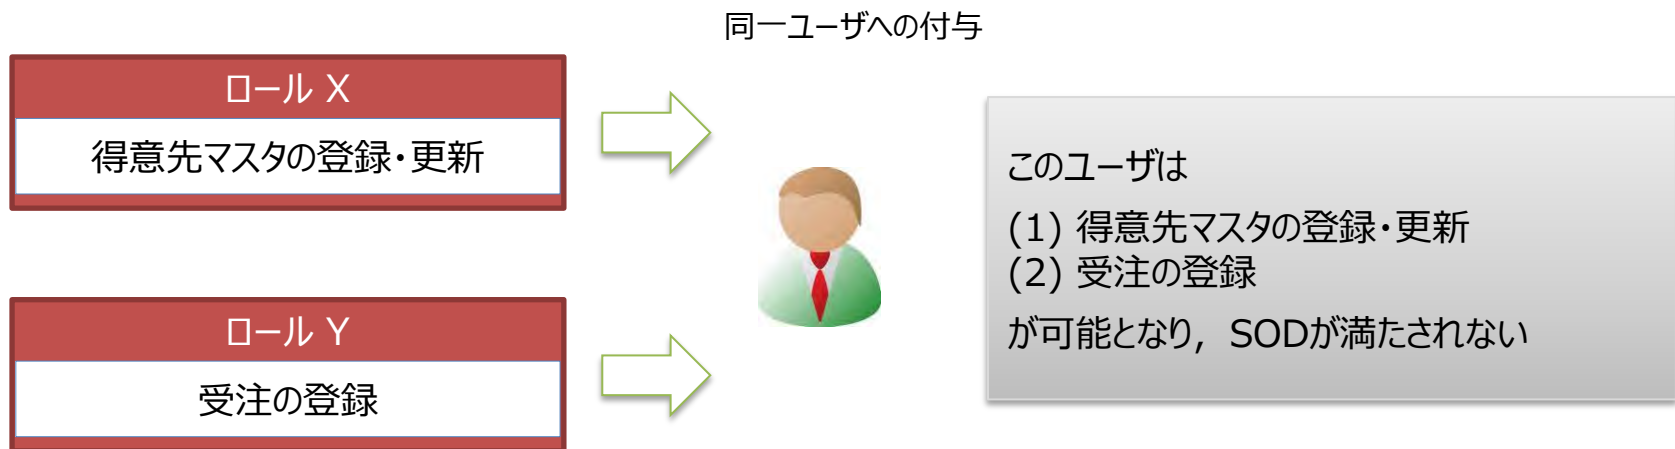 同一ユーザへの付与
ロール X
得意先マスタの登録・更新
ロール Y
受注の登録
このユーザは
(1) 得意先マスタの登録・更新
(2) 受注の登録
が可能となり, SODが満たされない